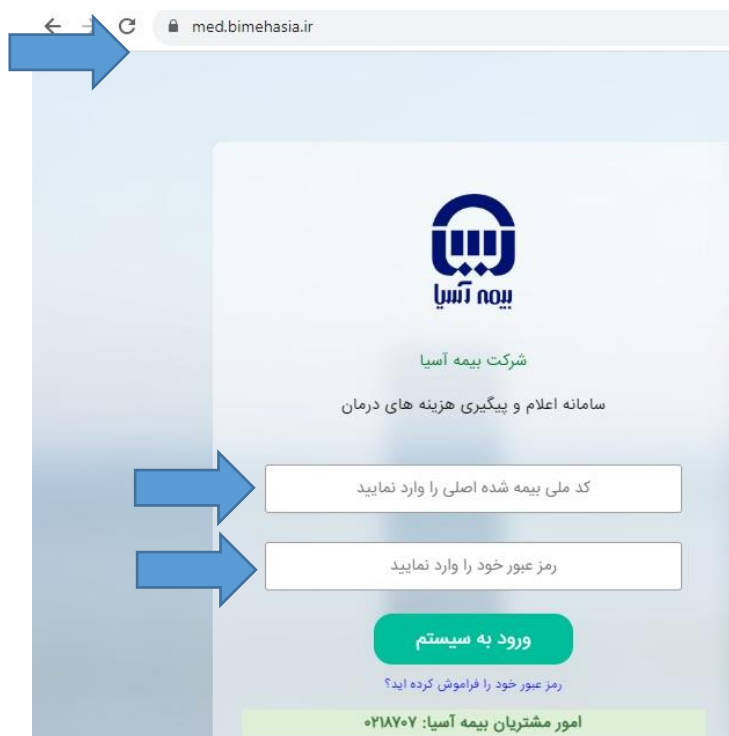 med.bimehasia.ir
بیمه آسیا
شرکت بیمه آسیا
سامانه اعلام و پیگیری هزینه های درمان
کد ملی بیمه شده اصلی را وارد نمایید
رمز عبور خود را وارد نمایید
ورود به سیستم
رمز عبور خود را فراموش کرده اید؟
امور مشتریان بیمه آسیا: ۰۲۱۸۷۰۷